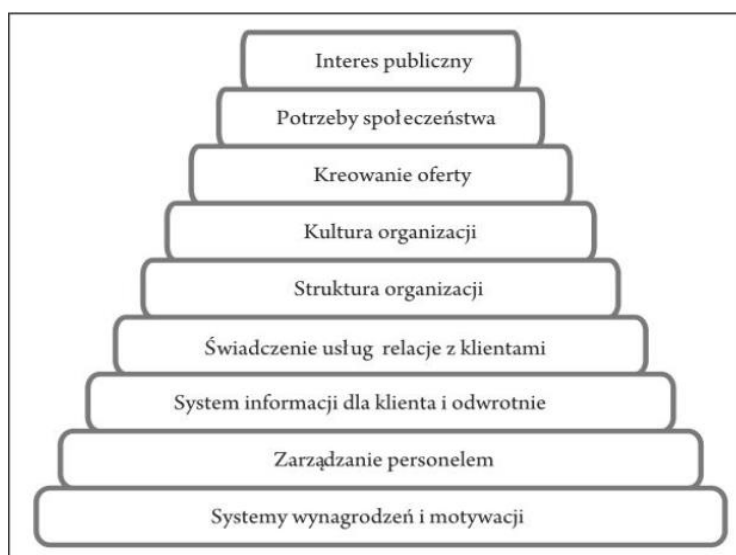 Interes publiczny
Potrzeby społeczeństwa
Kreowanie oferty
Kultura organizacji
Struktura organizacji
Świadczenie usług relacje z klientami
System informacji dla klienta i odwrotnie
Zarządzanie personelem
Systemy wynagrodzeń i motywacji